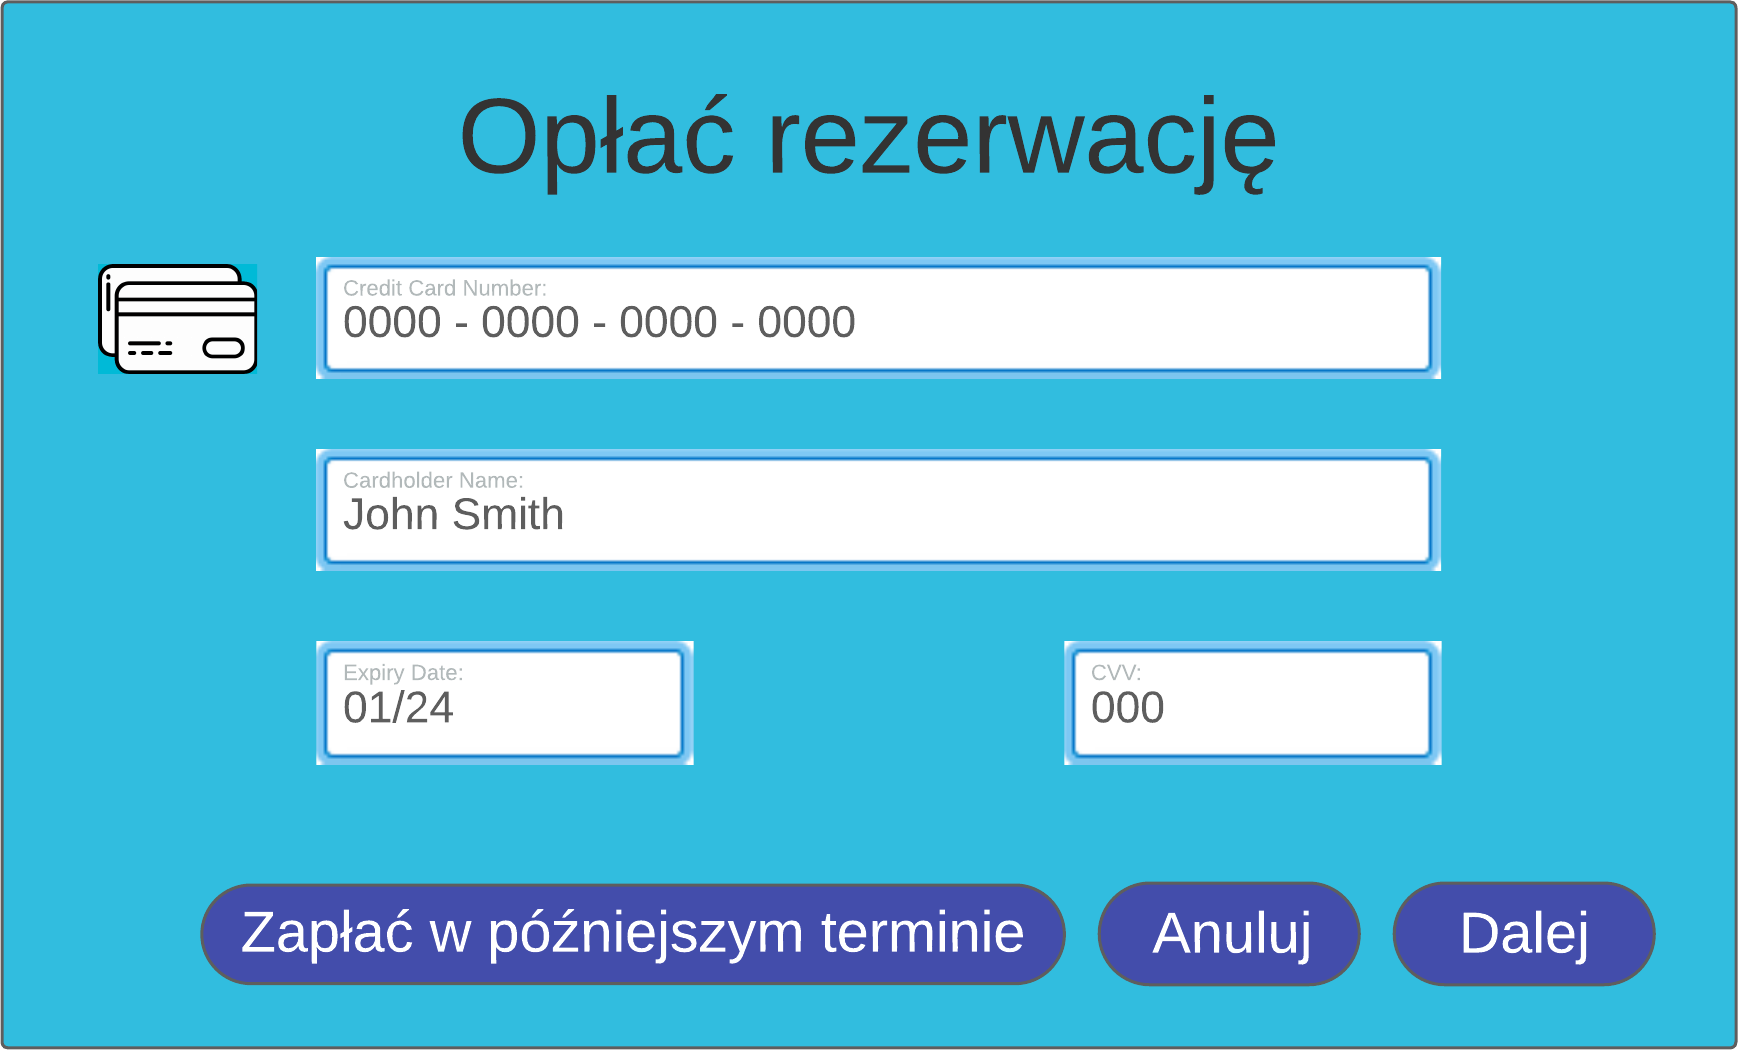 Opłać rezerwację
Credit Card Number:
0000 - 0000 - 0000 - 0000
Cardholder Name:
John Smith
Expiry Date:
01/24
CVV:
000
Zapłać w późniejszym terminie
Anuluj
Dalej